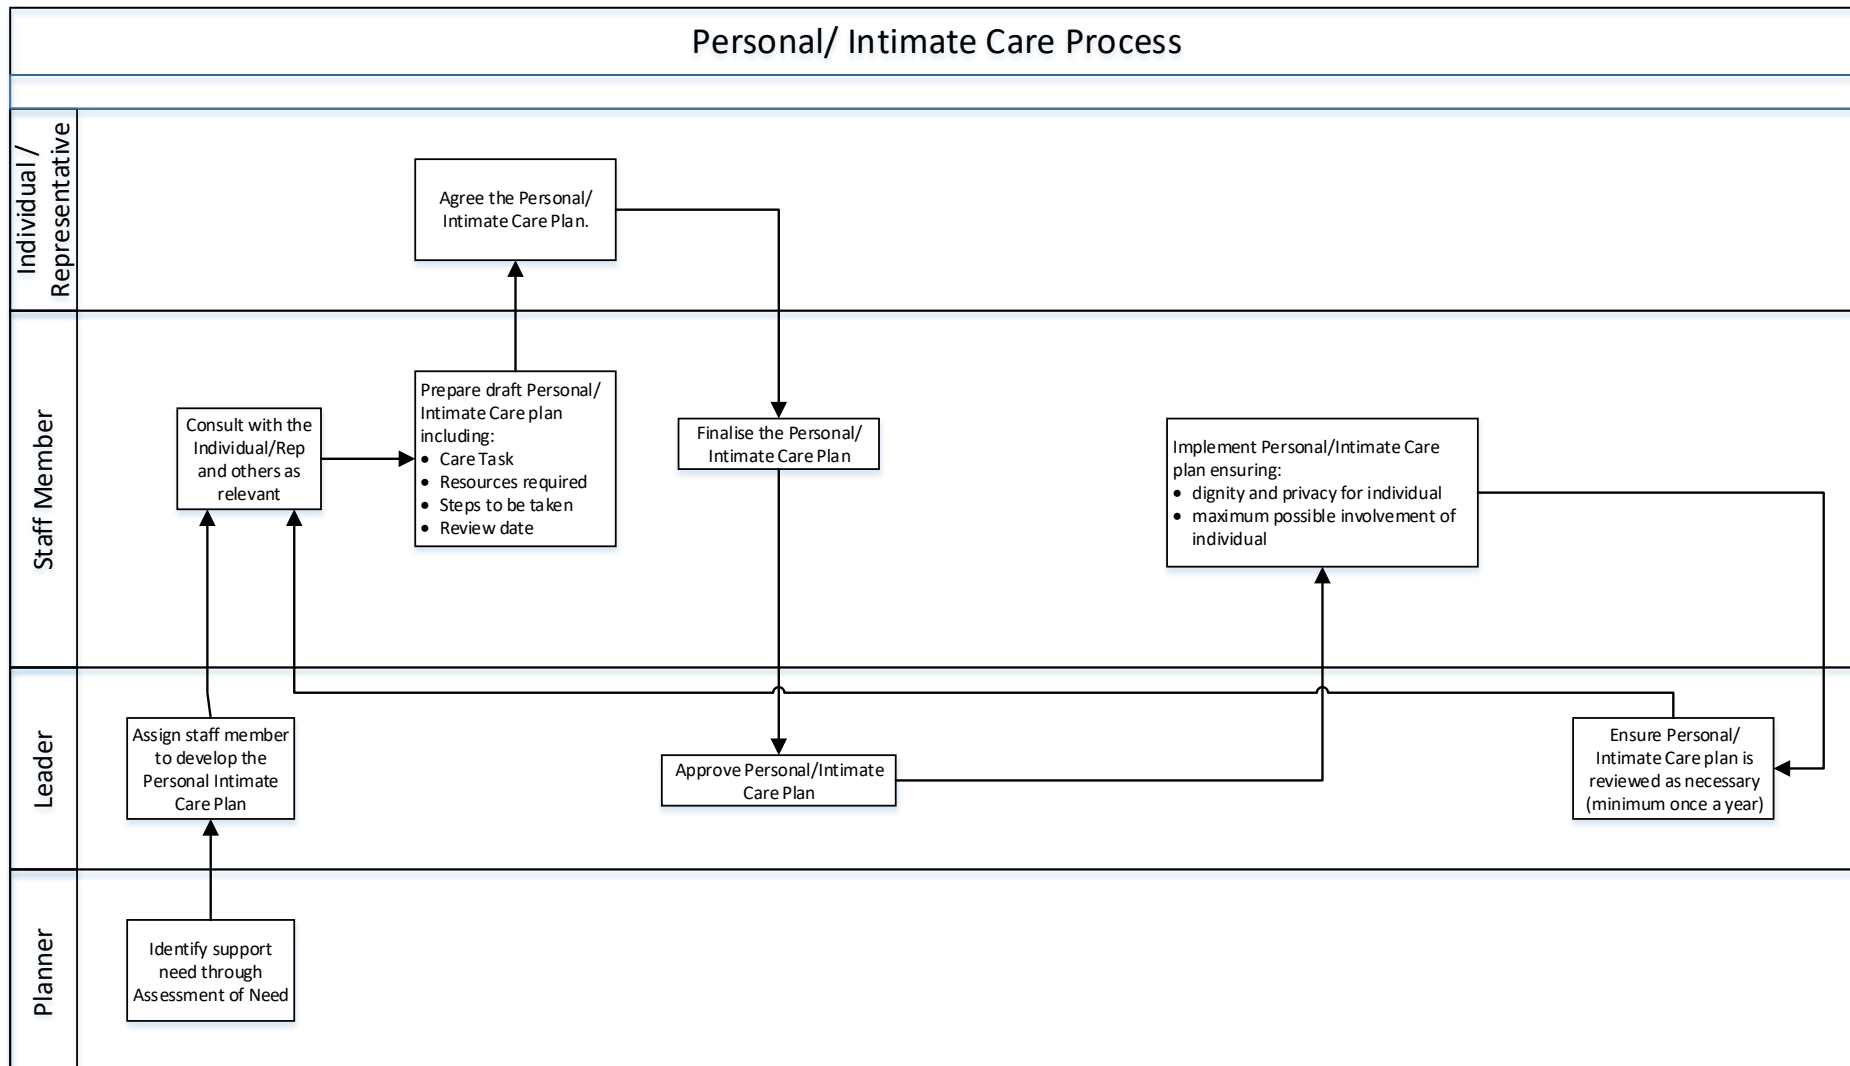 Personal/ Intimate Care Process
Individual /
Representative
Agree the Personal/
Intimate Care Plan.
Staff Member
Consult with the
Individual/Rep
and others as
relevant
Prepare draft Personal/
Intimate Care plan
including:
• Care Task
• Resources required
• Steps to be taken
• Review date
Finalise the Personal/
Intimate Care Plan
Implement Personal/Intimate Care
plan ensuring:
• dignity and privacy for individual
• maximum possible involvement of
individual
Leader
Assign staff member
to develop the
Personal Intimate
Care Plan
Approve Personal/Intimate
Care Plan
Ensure Personal/
Intimate Care plan is
reviewed as necessary
(minimum once a year)
Planner
Identify support
need through
Assessment of Need